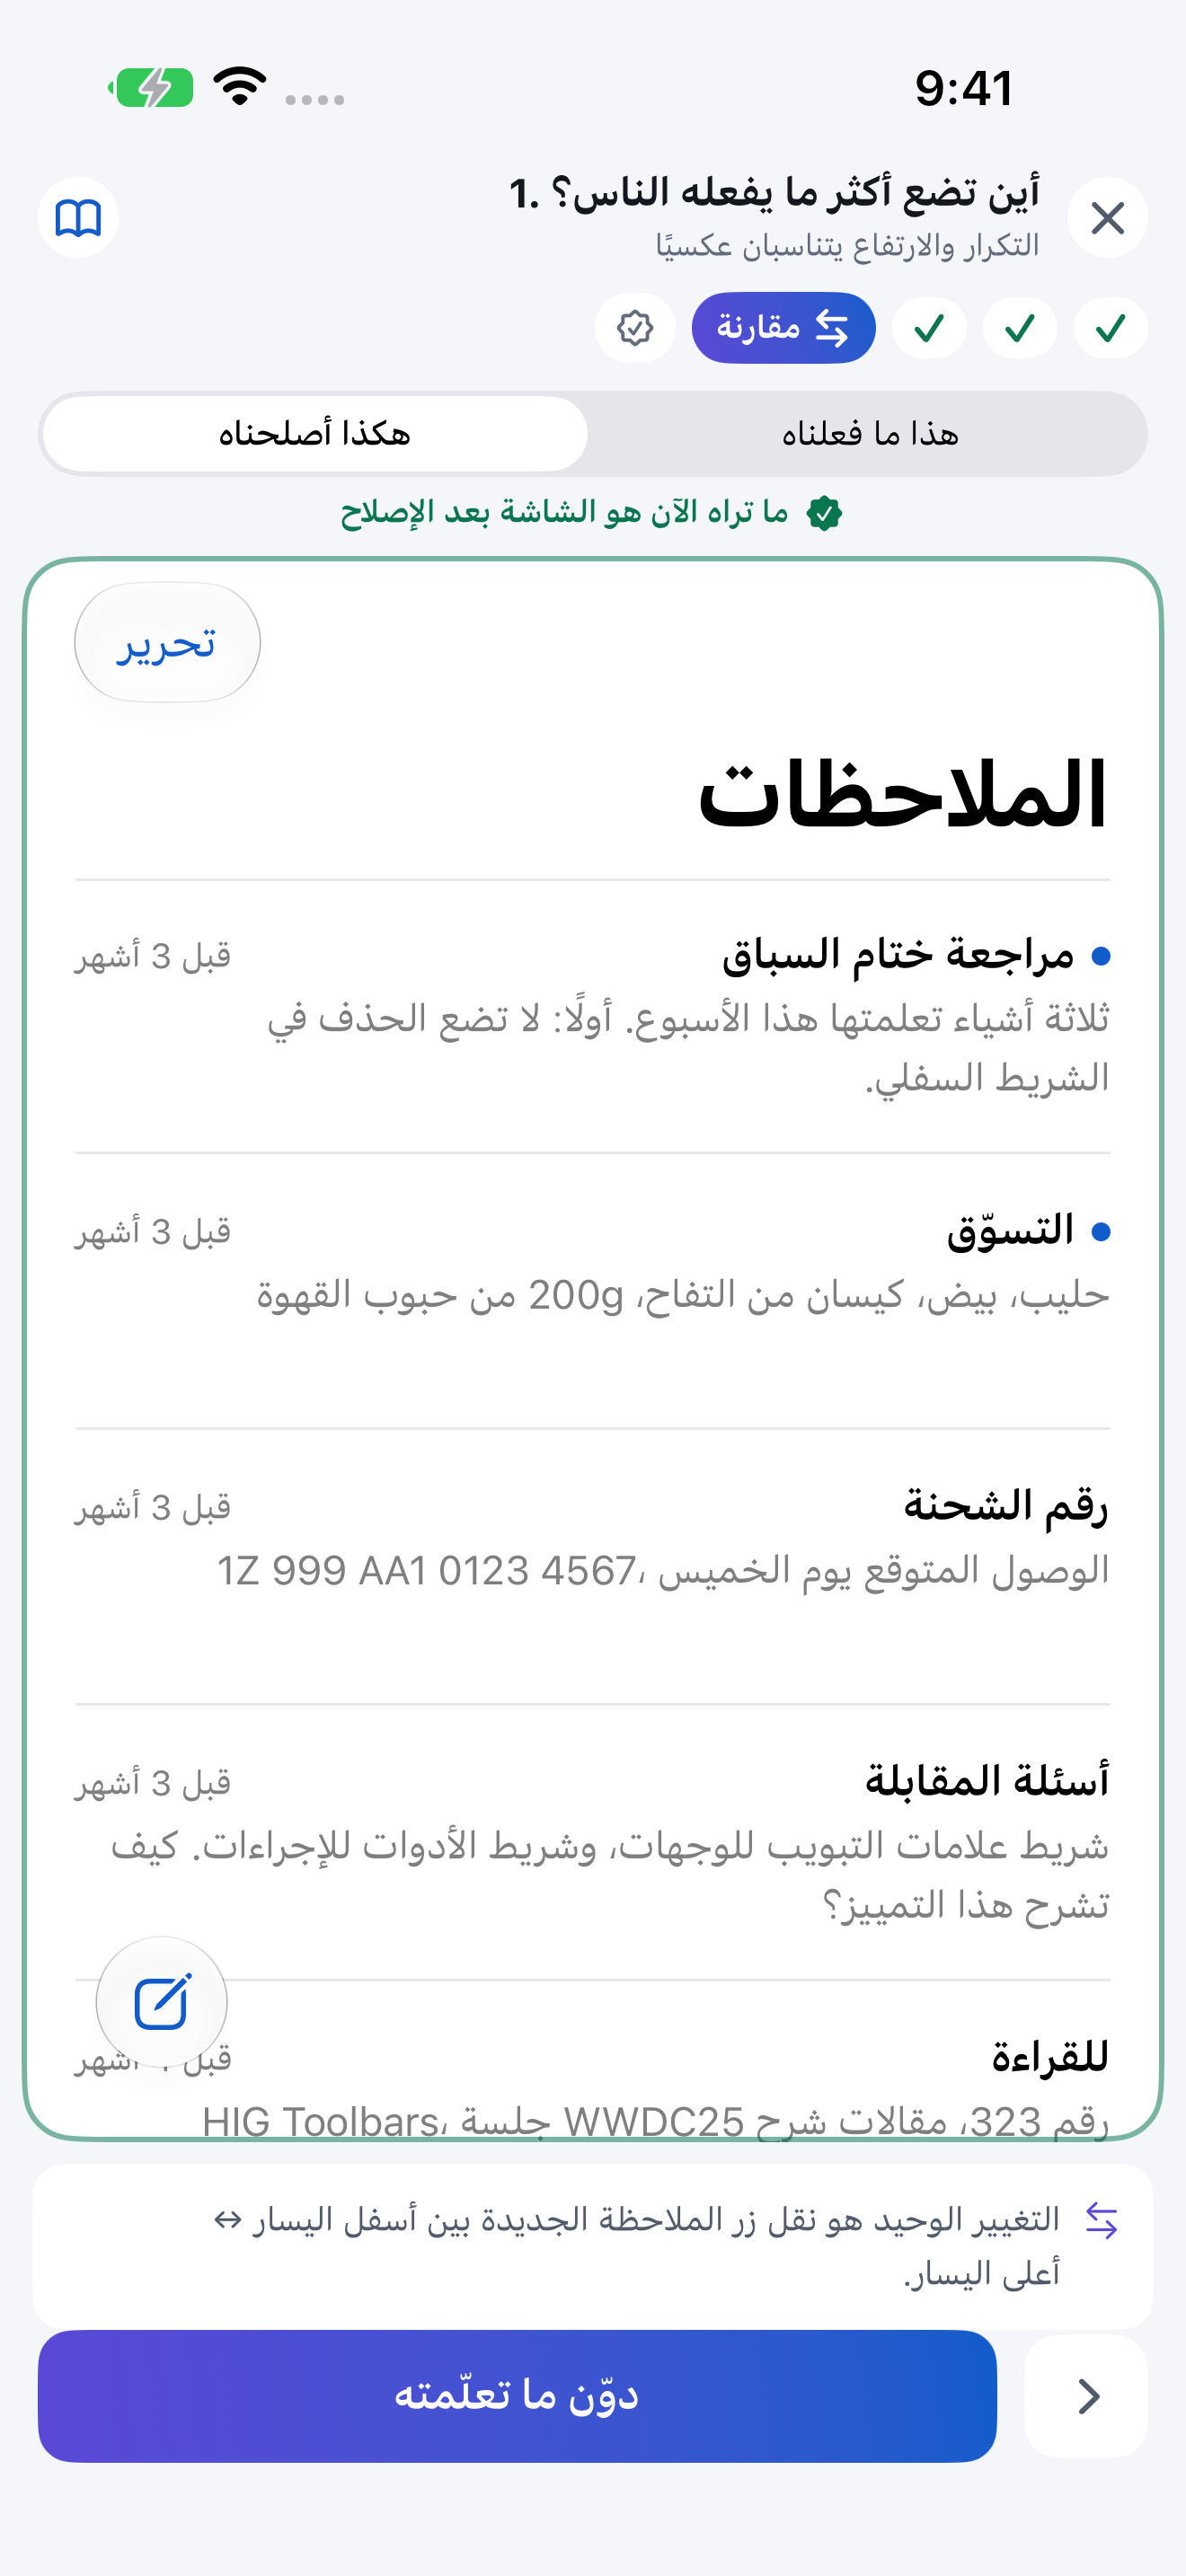 9:41
أين تضع أكثر ما يفعله الناس؟ .1
التكرار والارتفاع يتناسبان عكسيًا
مقارنة
هذا ما فعلناه
هكذا أصلحناه
ما تراه الآن هو الشاشة بعد الإصلاح
تحرير
الملاحظات
مراجعة ختام السباق
قبل 3 أشهر
ثلاثة أشياء تعلمتها هذا الأسبوع. أولًا: لا تضع الحذف في
الشريط السفلي.
التسوّق
قبل 3 أشهر
حليب، بيض، كيسان من التفاح، 200g من حبوب القهوة
رقم الشحنة
قبل 3 أشهر
الوصول المتوقع يوم الخميس ،1Z 999 AA1 0123 4567
أسئلة المقابلة
قبل 3 أشهر
شريط علامات التبويب للوجهات، وشريط الأدوات للإجراءات. كيف
تشرح هذا التمييز؟
للقراءة
قبل أشهر
رقم 323، مقالات شرح WWDC25 جلسة ،HIG Toolbars
التغيير الوحيد هو نقل زر الملاحظة الجديدة بين أسفل اليسار ↔
أعلى اليسار.
دوّن ما تعلّمته